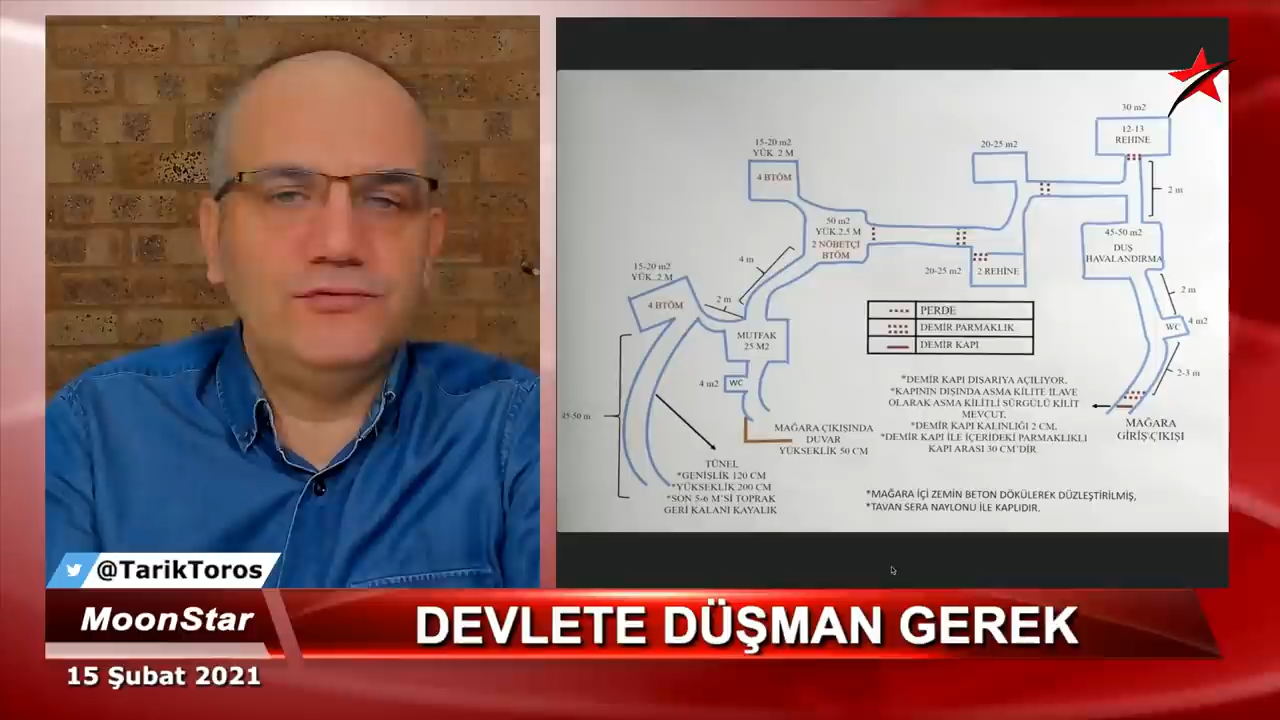 30 m2
12-13
REHINE
15-20 m2
YÜK. 2 M
4 BTÖM
20-25 m2
2 m
50 m2
YÜK.2.5 M
2 NÖBETÇİ
BTÖM
45-50 m2
DUŞ
HAVALANDIRMA
4 m
15-20 m2
YÜK. 2 M
4 BTÖM
20-25 m2
2 REHİNE
2 m
2 m
4 m2
WC
MUTFAK
25 M2
PERDE
DEMİR PARMAKLIK
DEMİR KAPI
4 m2
WC
2-3 m
*DEMİR KAPI DIŞARIYA AÇILIYOR.
*KAPININ DIŞINDA ASMA KİLİTE İLAVE
OLARAK ASMA KİLİTLİ SÜRGÜLÜ KİLİT
MEVCUT.
*DEMİR KAPI KALINLIĞI 2 CM.
*DEMİR KAPI İLE İÇERİDEKİ PARMAKLIKLI
KAPI ARASI 30 CM'DİR
MAĞARA
GİRİŞ'ÇIKIŞI
MAĞARA ÇIKIŞINDA
DUVAR
YÜKSEKLİK 50 CM
TÜNEL
*GENİŞLİK 120 CM
*YÜKSEKLİK 200 CM
*SON 5-6 M'Sİ TOPRAK
GERİ KALANI KAYALIK
*MAĞARA İÇİ ZEMİN BETON DÖKÜLEREK DÜZLEŞTİRİLMİŞ,
*TAVAN SERA NAYLONU İLE KAPLIDIR.
@TarikToros
MoonStar
DEVLETE DÜŞMAN GEREK
15 Şubat 2021